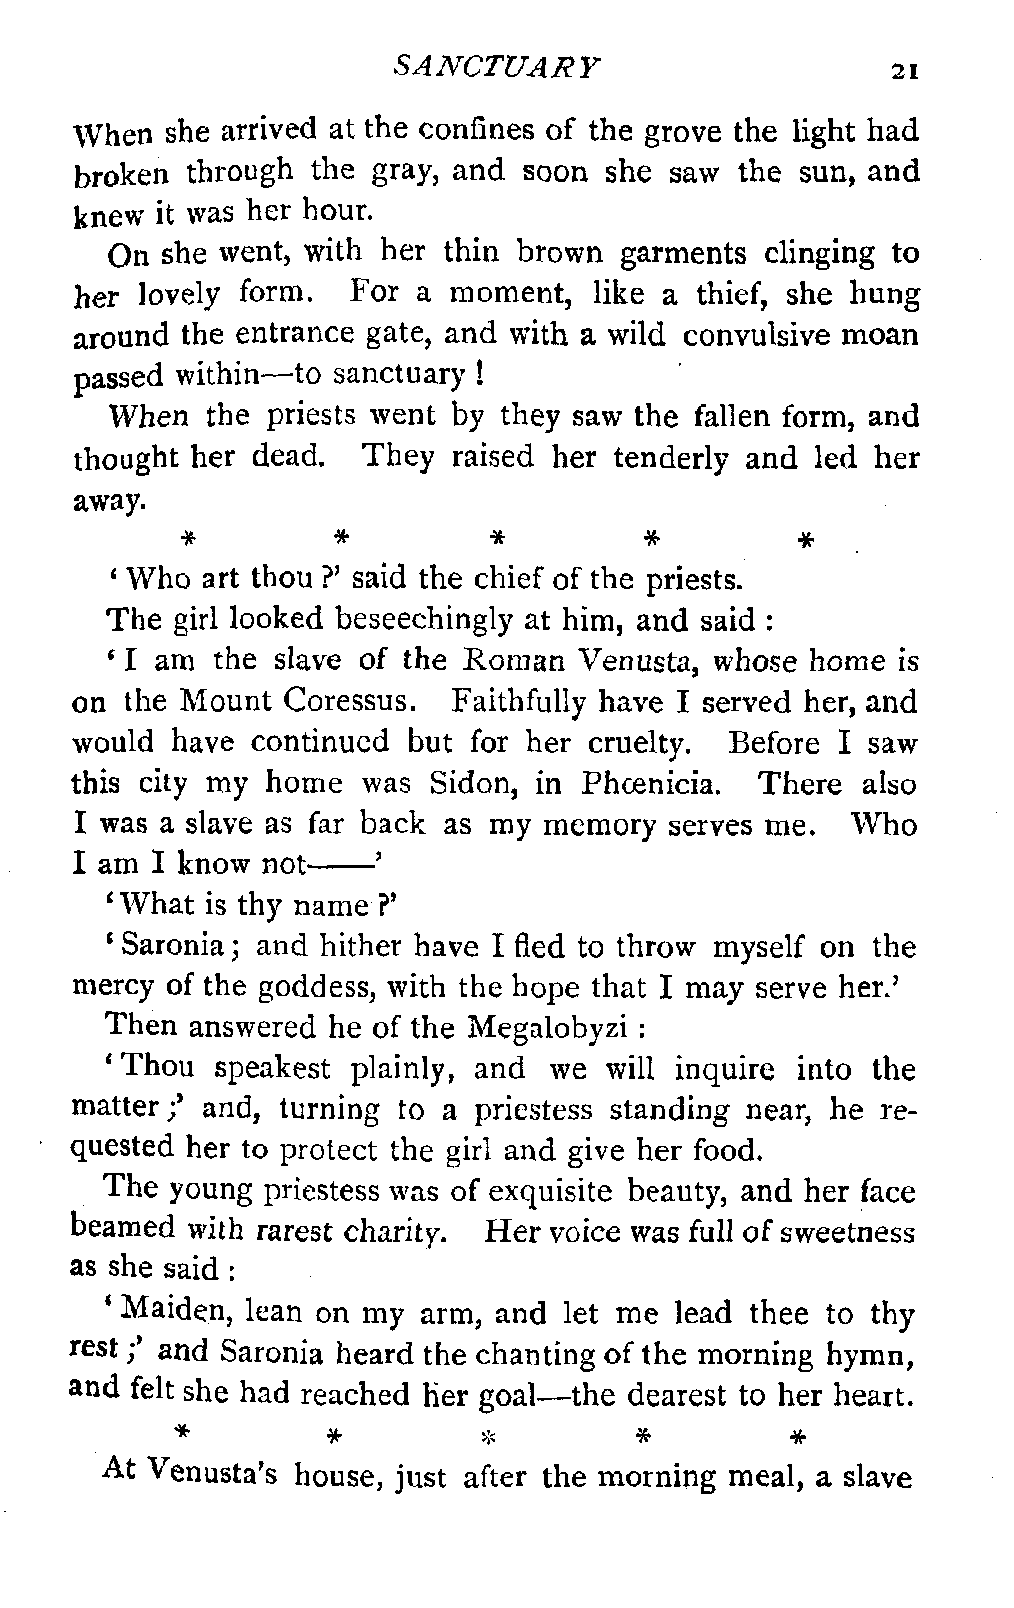 SANCTUARY 21
When she arrived at the confines of the grove the light had
broken through the gray, and soon she saw the sun, and
knew it was her hour.
On she went, with her thin brown garments clinging to
her lovely form. For a moment, like a thief, she hung
around the entrance gate, and with a wild convulsive moan
passed within—to sanctuary !
When the priests went by they saw the fallen form, and
thought her dead. They raised her tenderly and led her
away.
* * * * *
‘ Who art thou ?’ said the chief of the priests.
The girl looked beseechingly at him, and said :
‘ I am the slave of the Roman Venusta, whose home is
on the Mount Coressus. Faithfully have I served her, and
would have continued but for her cruelty. Before I saw
this city my home was Sidon, in Phœnicia. There also
I was a slave as far back as my memory serves me. Who
I am I know not——’
‘ What is thy name ?’
‘ Saronia ; and hither have I fled to throw myself on the
mercy of the goddess, with the hope that I may serve her.’
Then answered he of the Megalobyzi :
‘ Thou speakest plainly, and we will inquire into the
matter ;’ and, turning to a priestess standing near, he re-
quested her to protect the girl and give her food.
The young priestess was of exquisite beauty, and her face
beamed with rarest charity. Her voice was full of sweetness
as she said :
‘ Maiden, lean on my arm, and let me lead thee to thy
rest ;’ and Saronia heard the chanting of the morning hymn,
and felt she had reached her goal—the dearest to her heart.
* * * * *
At Venusta's house, just after the morning meal, a slave